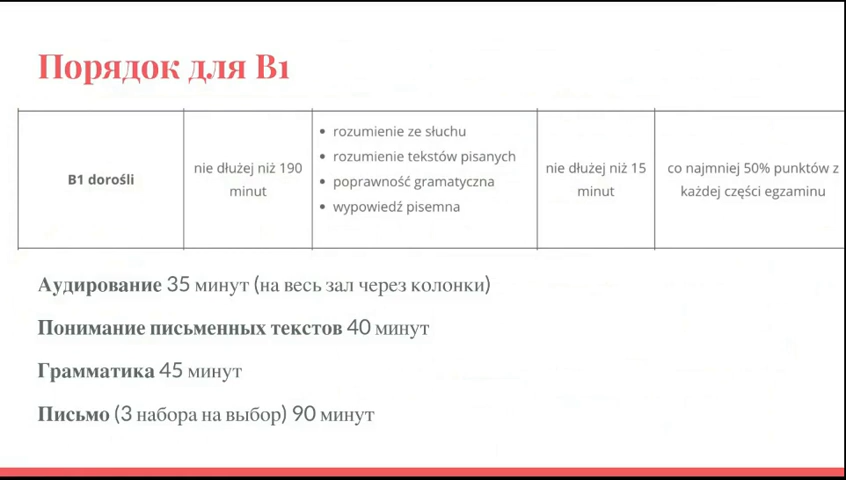 Порядок для B1
B1 dorośli
nie dłużej niż 190
minut
• rozumienie ze słuchu
• rozumienie tekstów pisanych
• poprawność gramatyczna
• wypowiedź pisemna
nie dłużej niż 15
minut
co najmniej 50% punktów z
każdej części egzaminu
Аудирование 35 минут (на весь зал через колонки)
Понимание письменных текстов 40 минут
Грамматика 45 минут
Письмо (3 набора на выбор) 90 минут